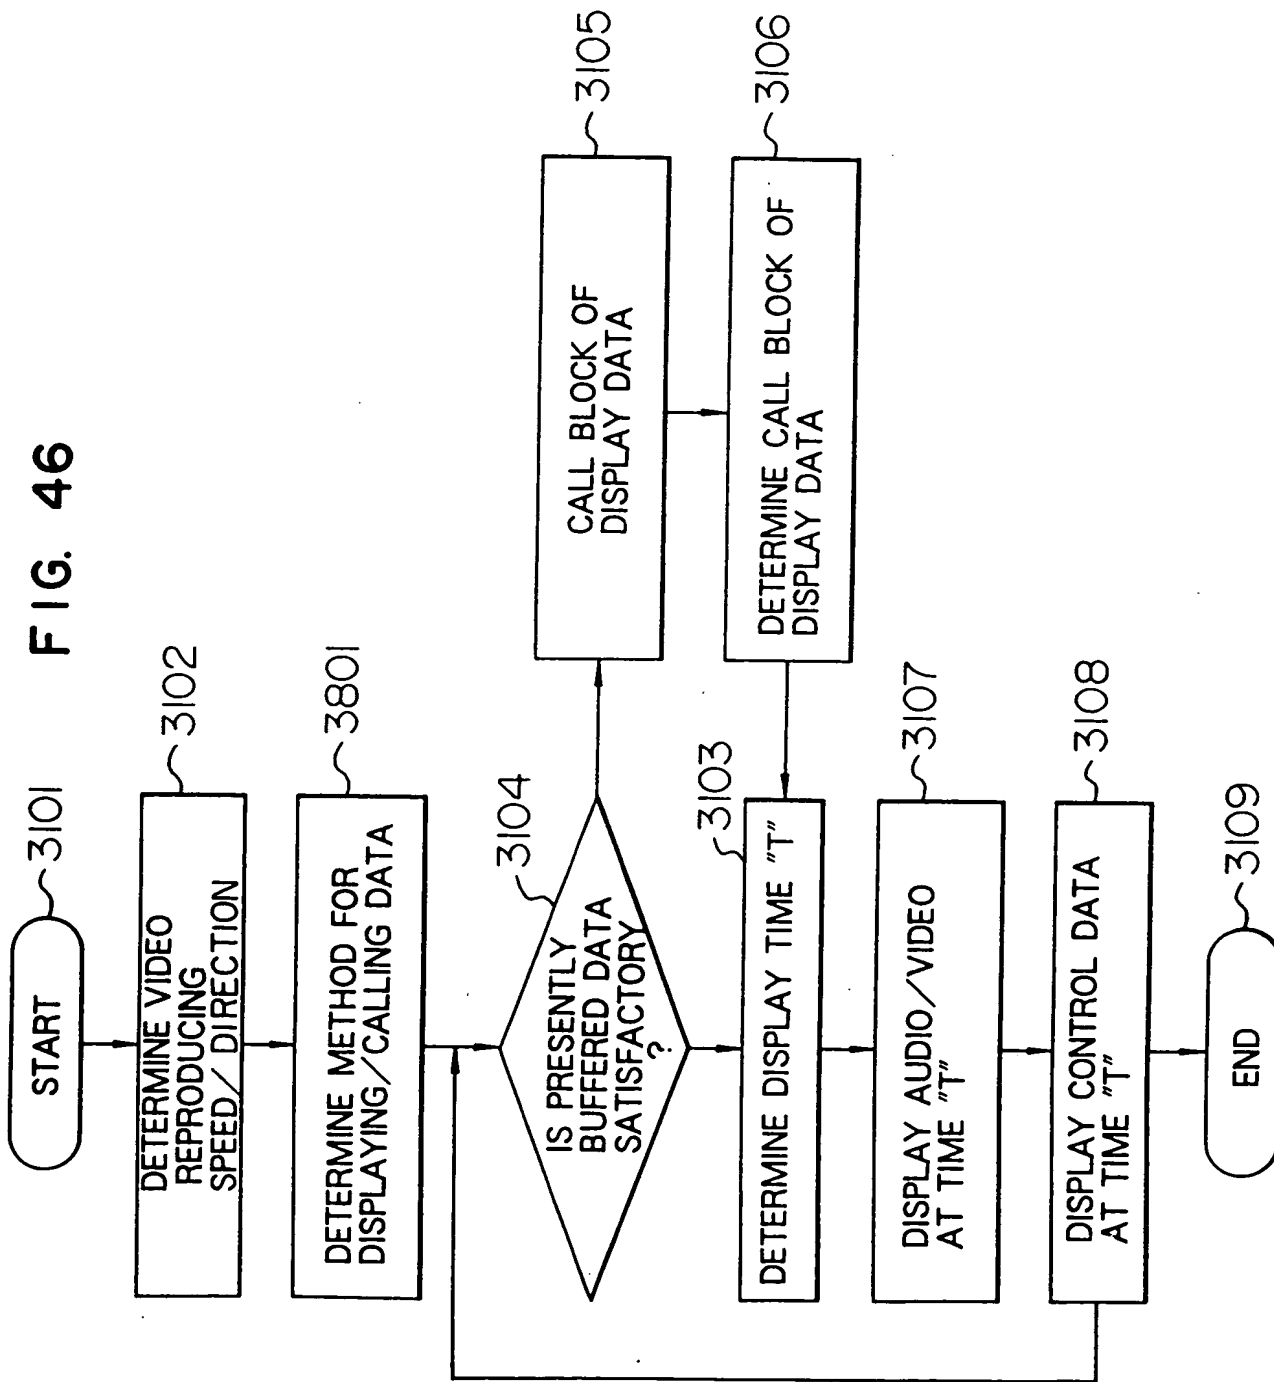 FIG. 46
START
3101
DETERMINE VIDEO
REPRODUCING
SPEED/DIRECTION
3102
DETERMINE METHOD FOR
DISPLAYING/CALLING DATA
3801
IS PRESENTLY
BUFFERED DATA
SATISFACTORY
?
3104
CALL BLOCK OF
DISPLAY DATA
3105
DETERMINE CALL BLOCK OF
DISPLAY DATA
3106
DETERMINE DISPLAY TIME "T"
3103
DISPLAY AUDIO/VIDEO
AT TIME "T"
3107
DISPLAY CONTROL DATA
AT TIME "T"
3108
END
3109